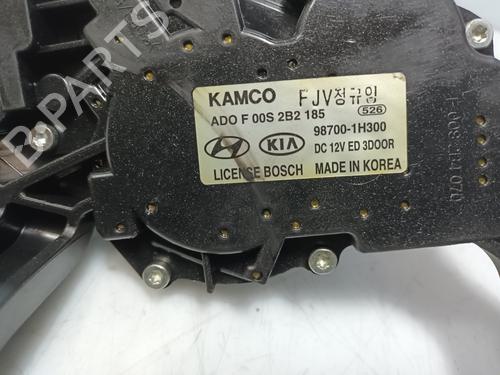 KAMCO FJV정규원
ADO F 00S 2B2 185 526
98700-1H300
KIA DC 12V ED 3DOOR
LICENSE BOSCH MADE IN KOREA
B-PARTS